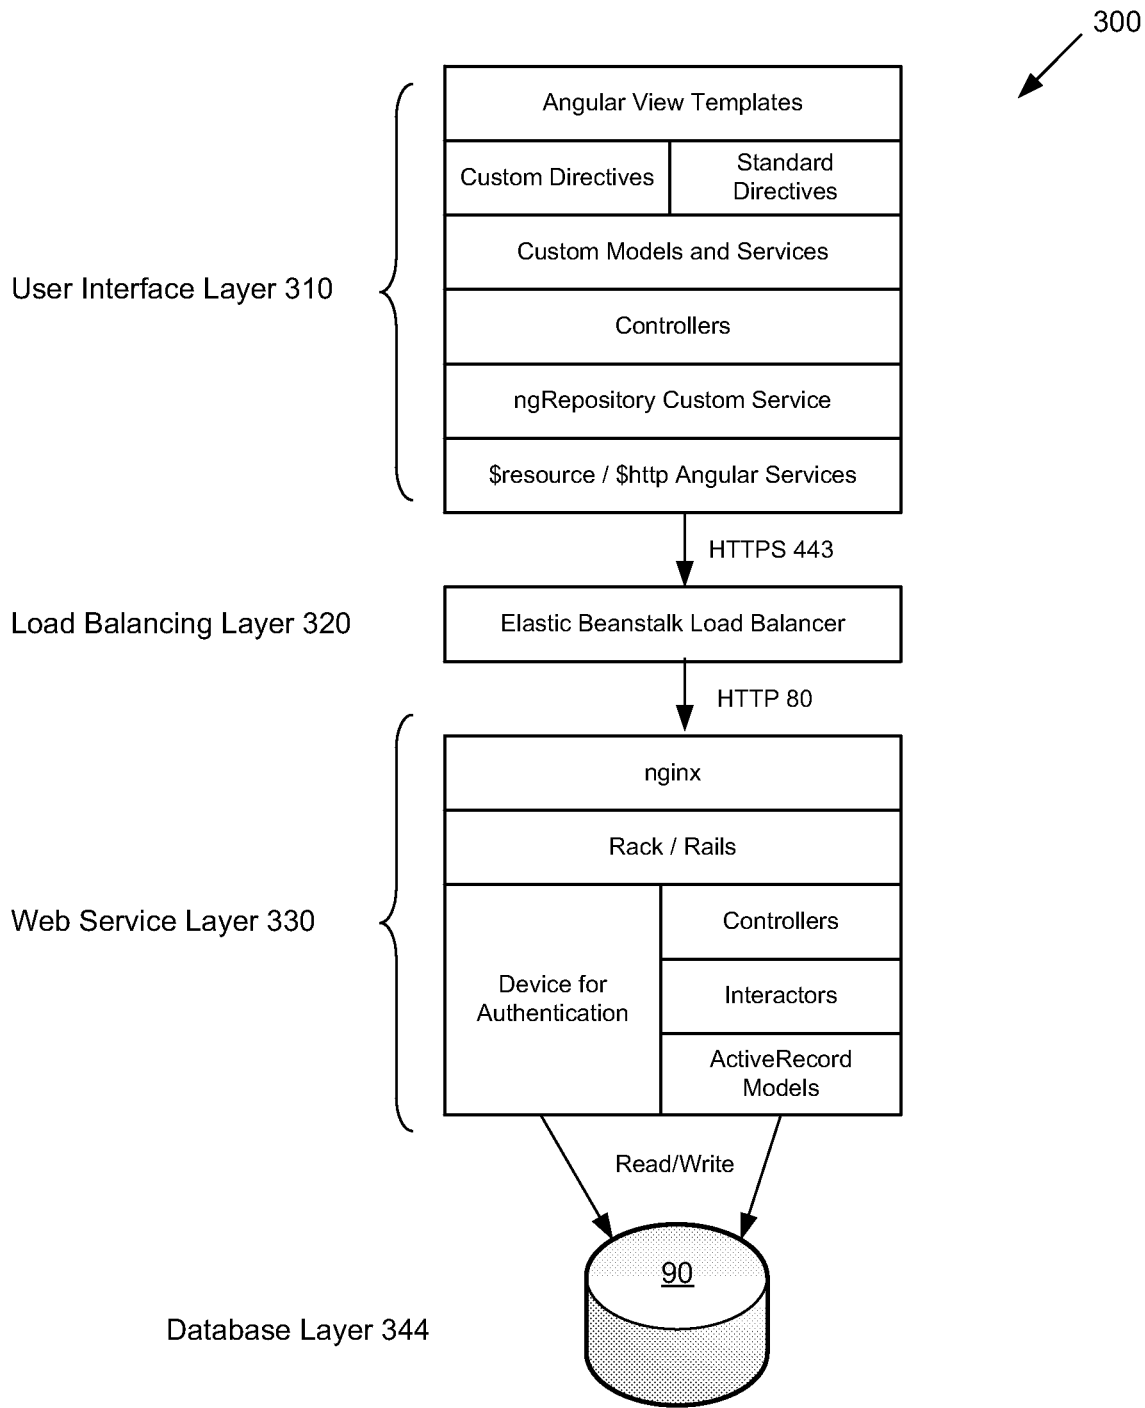 300
Angular View Templates
Custom Directives
Standard
Directives
Custom Models and Services
User Interface Layer 310
Controllers
ngRepository Custom Service
$resource / $http Angular Services
HTTPS 443
Load Balancing Layer 320
Elastic Beanstalk Load Balancer
HTTP 80
nginx
Rack / Rails
Web Service Layer 330
Controllers
Device for
Authentication
Interactors
ActiveRecord
Models
Read/Write
90
Database Layer 344